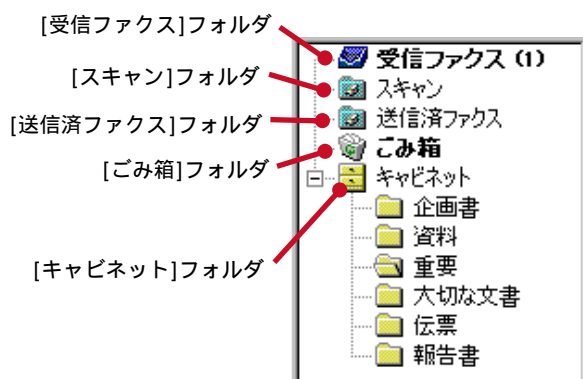 [受信ファクス]フォルダ
[スキャン]フォルダ
[送信済ファクス]フォルダ
[ごみ箱]フォルダ
[キャビネット]フォルダ
受信ファクス (1)
スキャン
送信済ファクス
ごみ箱
キャビネット
企画書
資料
重要
大切な文書
伝票
報告書